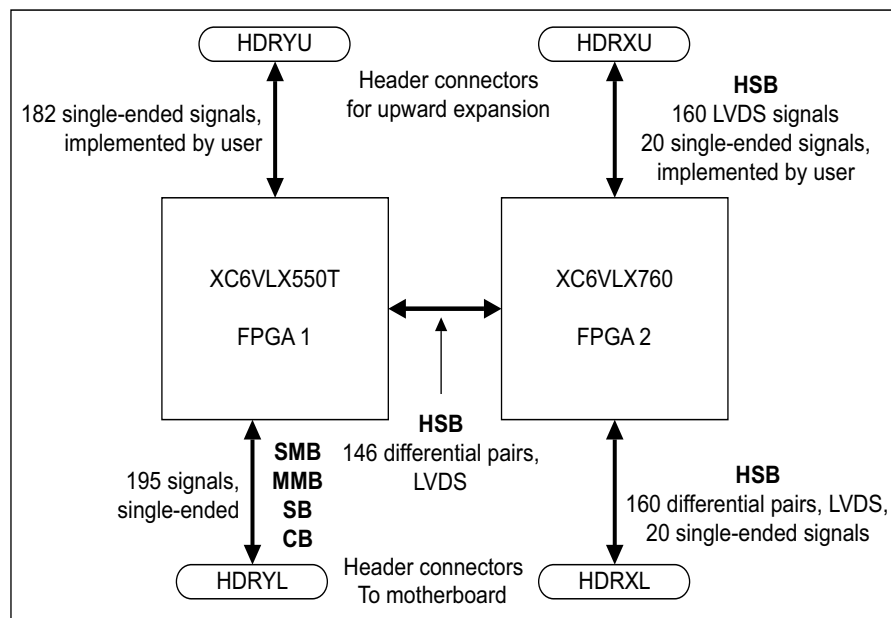 HDRYU
HDRXU
182 single-ended signals,
implemented by user
Header connectors
for upward expansion
HSB
160 LVDS signals
20 single-ended signals,
implemented by user
XC6VLX550T
FPGA 1
XC6VLX760
FPGA 2
HSB
146 differential pairs,
LVDS
195 signals,
single-ended
SMB
MMB
SB
CB
HSB
160 differential pairs, LVDS,
20 single-ended signals
HDRYL
Header connectors
To motherboard
HDRXL